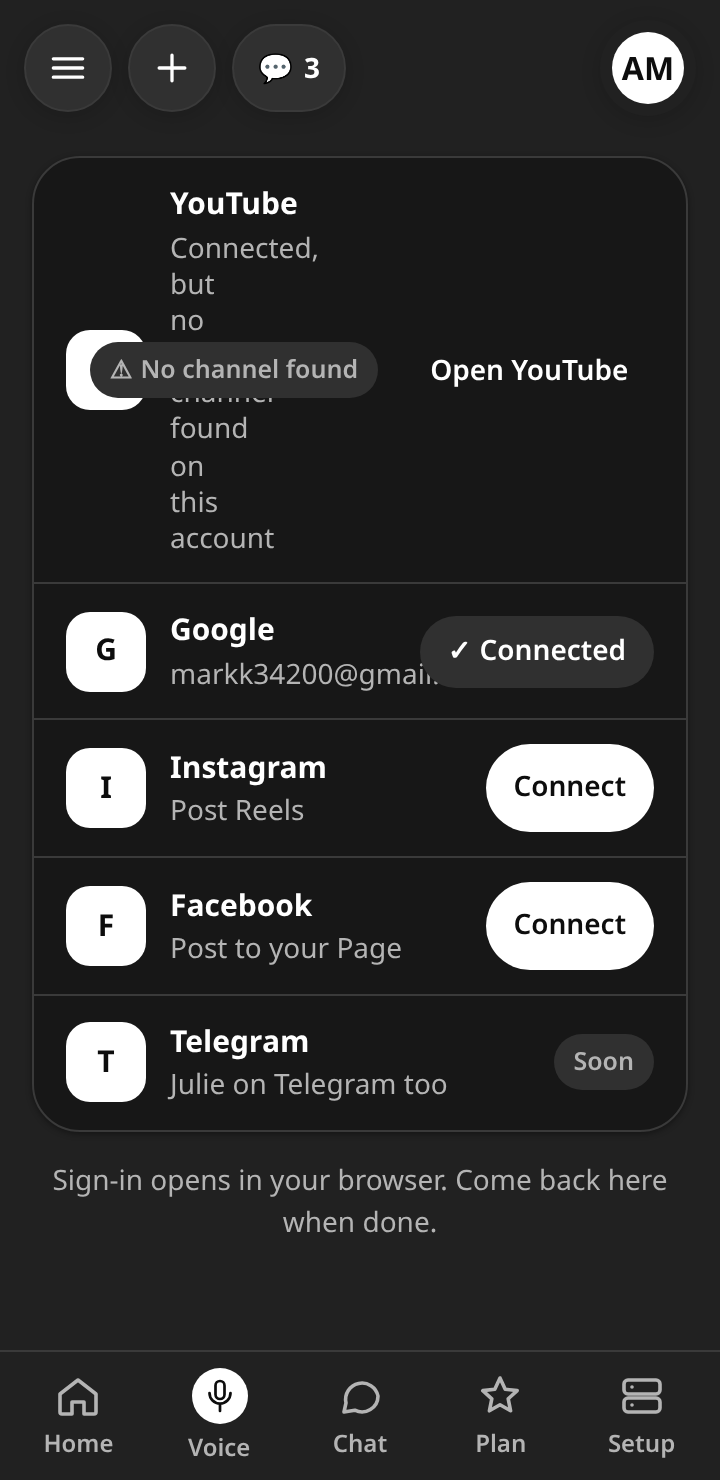 3
AM
YouTube
Connected,
but
no
⚠ No channel found
Open YouTube
channel
found
on
this
account
G
Google
markk34200@gmail.
✓ Connected
I
Instagram
Post Reels
Connect
F
Facebook
Post to your Page
Connect
T
Telegram
Julie on Telegram too
Soon
Sign-in opens in your browser. Come back here
when done.
Home
Voice
Chat
Plan
Setup